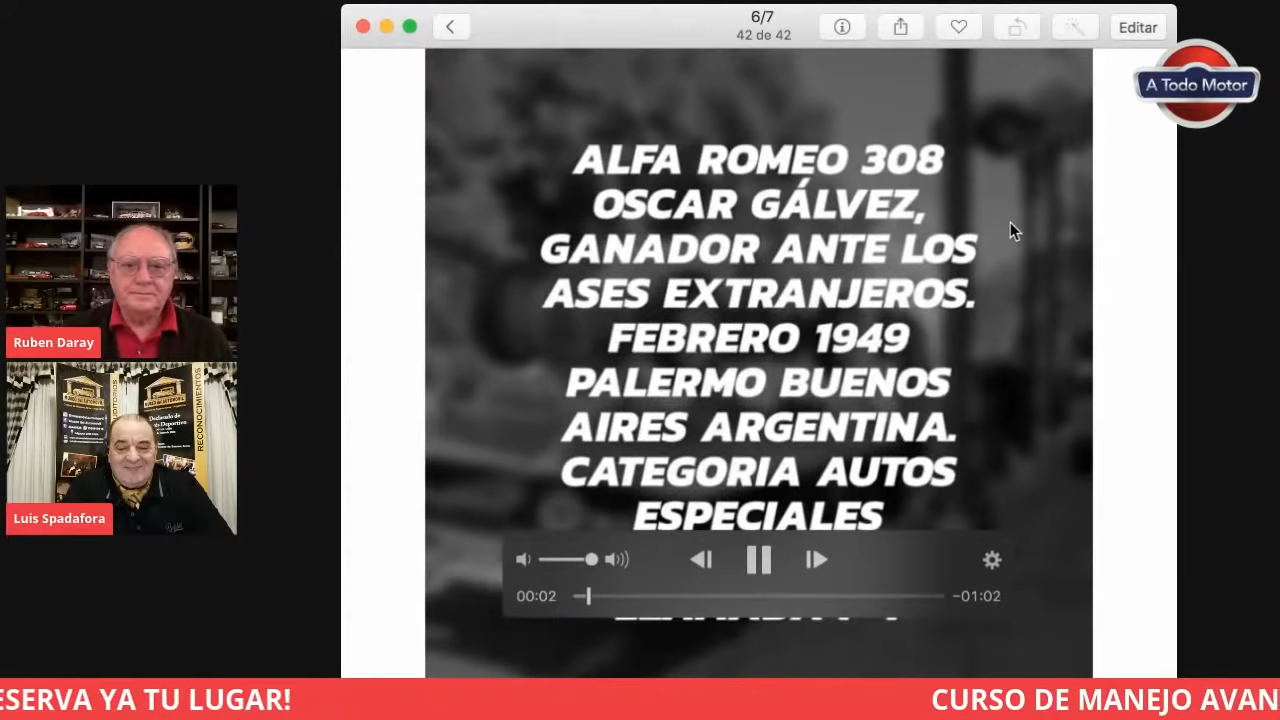 6/7
42 de 42
Editar
A Todo Motor
ALFA ROMEO 308
OSCAR GÁLVEZ,
GANADOR ANTE LOS
ASES EXTRANJEROS.
FEBRERO 1949
PALERMO BUENOS
AIRES ARGENTINA.
CATEGORIA AUTOS
ESPECIALES
00:02
-01:02
Ruben Daray
RECONOCIMIENTOS
Luis Spadafora
ESERVA YA TU LUGAR!
CURSO DE MANEJO AVAN